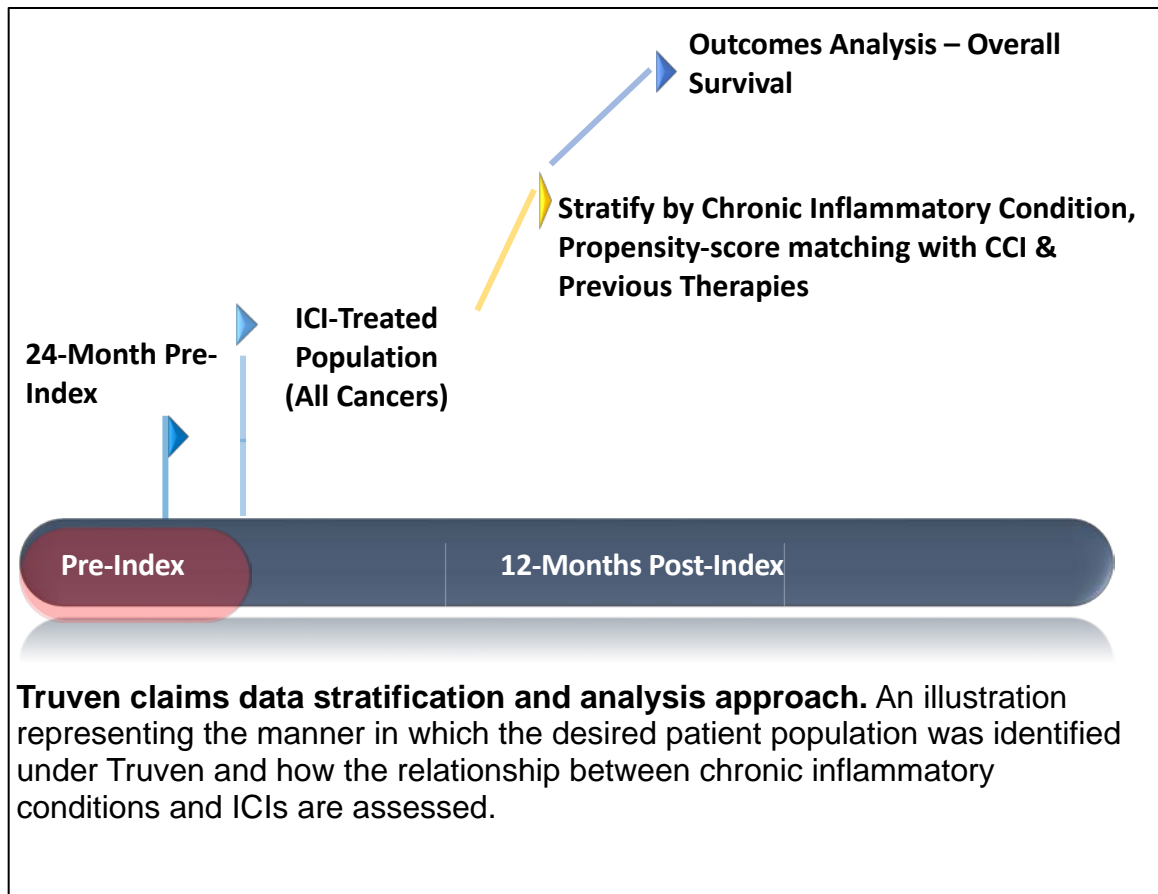 Outcomes Analysis – Overall
Survival
Stratify by Chronic Inflammatory Condition,
Propensity-score matching with CCI &
Previous Therapies
ICI-Treated
Population
(All Cancers)
24-Month Pre-
Index
Pre-Index
12-Months Post-Index
Truven claims data stratification and analysis approach. An illustration
representing the manner in which the desired patient population was identified
under Truven and how the relationship between chronic inflammatory
conditions and ICIs are assessed.